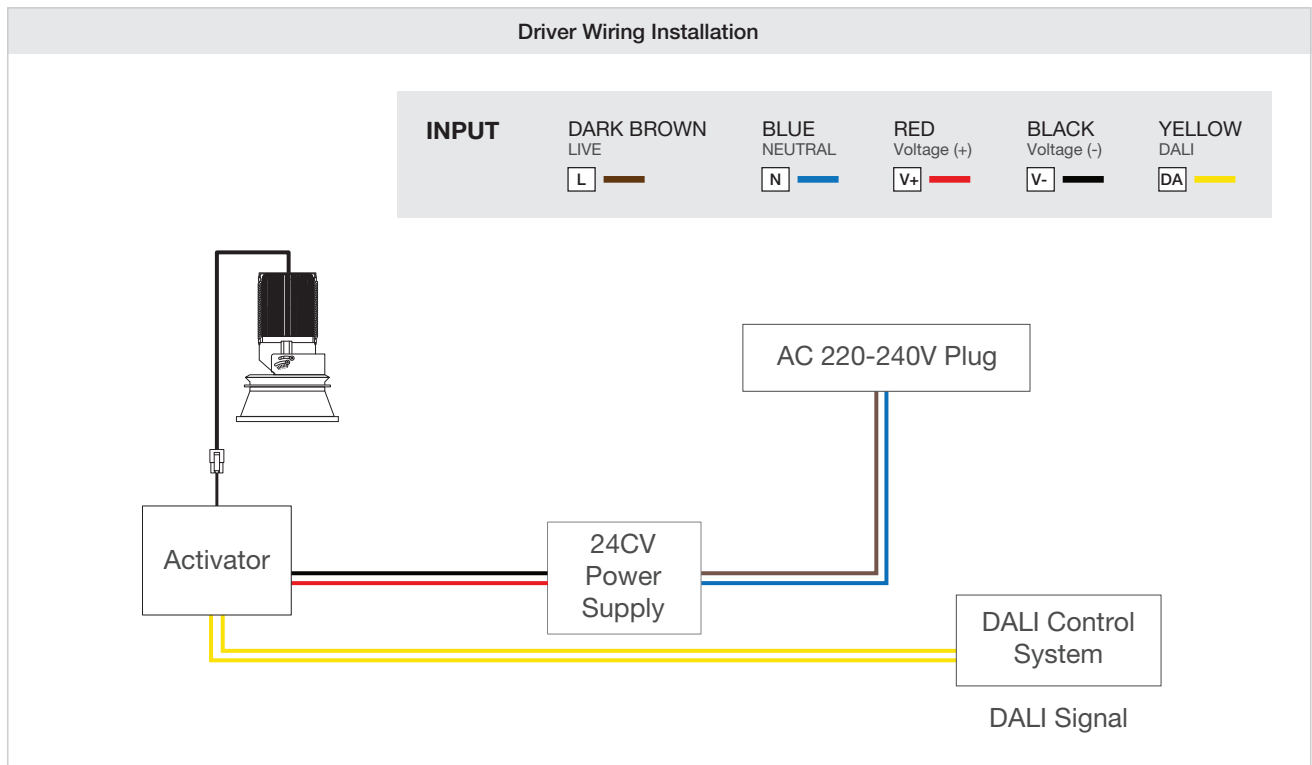 Driver Wiring Installation
INPUT
DARK BROWN
LIVE
L
BLUE
NEUTRAL
N
RED
Voltage (+)
V+
BLACK
Voltage (-)
V-
YELLOW
DALI
DA
AC 220-240V Plug
Activator
24CV
Power
Supply
DALI Control
System
DALI Signal